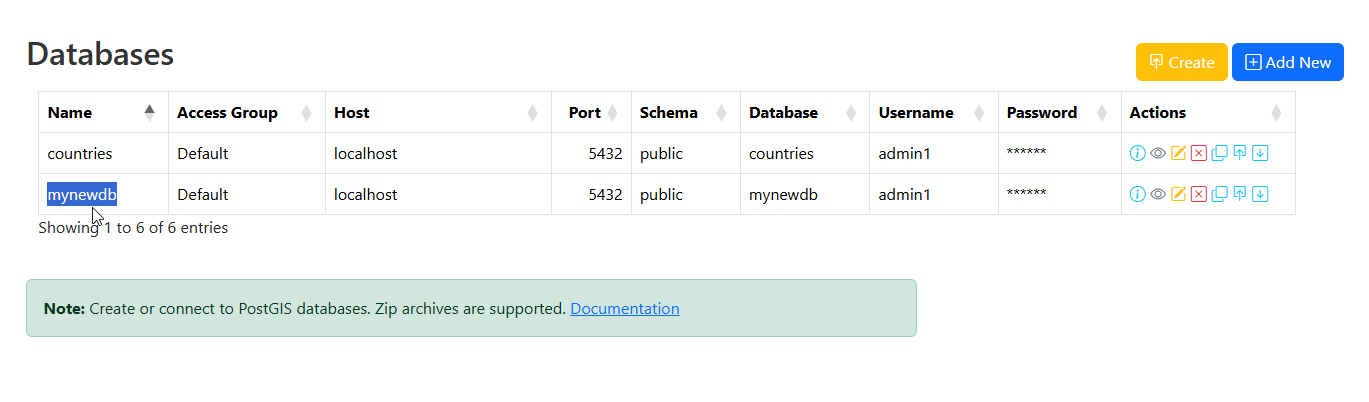 Databases
Create
Add New
Name Access Group Host Port Schema Database Username Password Actions
countries Default localhost 5432 public countries admin1 ******
mynewdb Default localhost 5432 public mynewdb admin1 ******
Showing 1 to 6 of 6 entries
Note: Create or connect to PostGIS databases. Zip archives are supported. Documentation